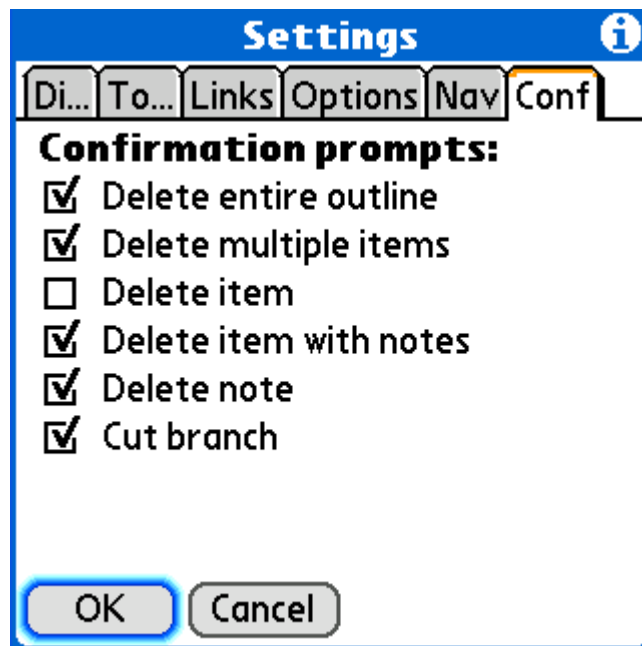 Settings
Di... To... Links Options Nav Conf
Confirmation prompts:
Delete entire outline
Delete multiple items
Delete item
Delete item with notes
Delete note
Cut branch
OK Cancel